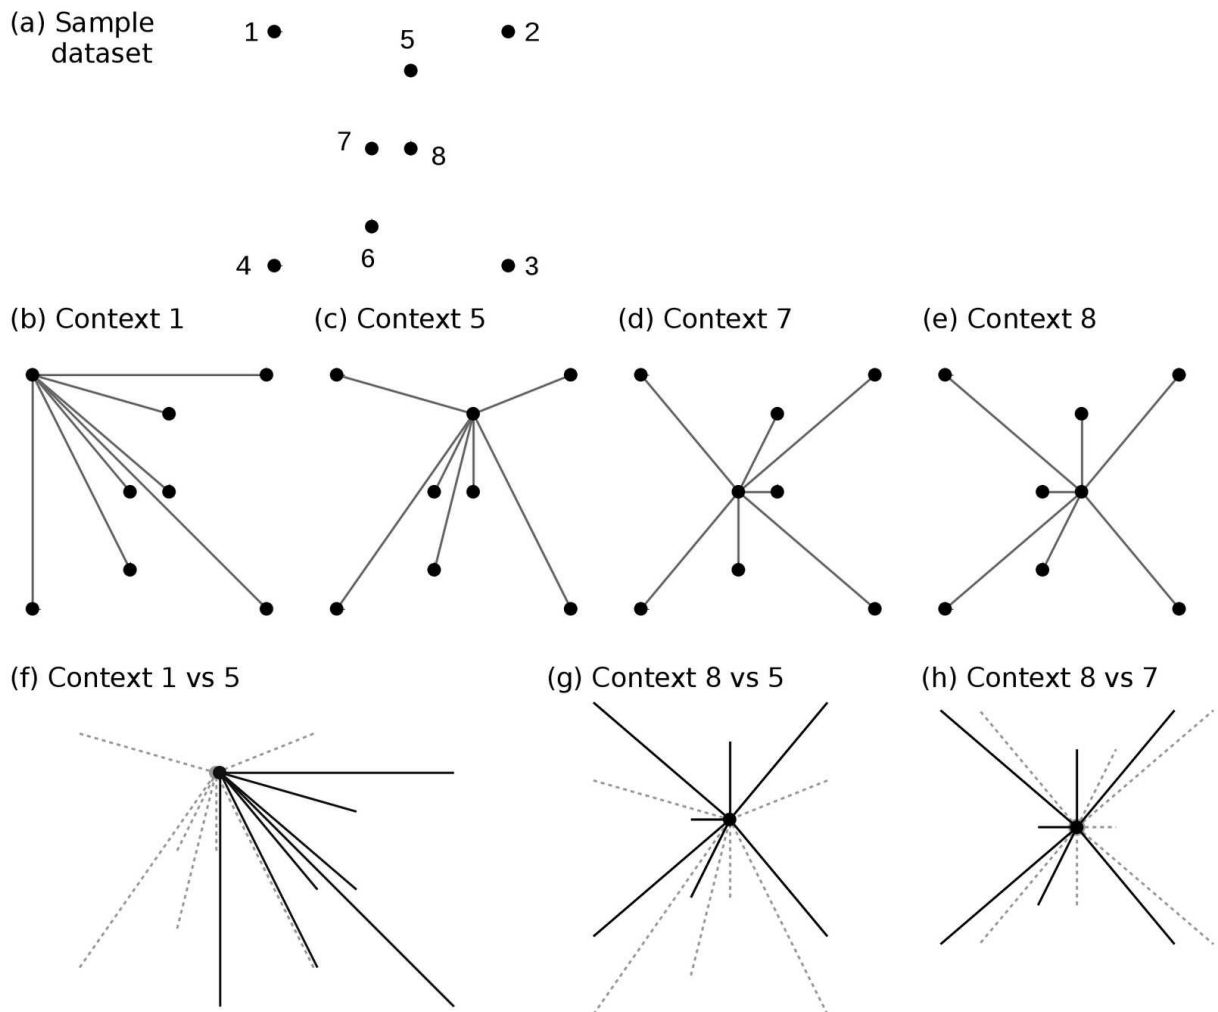 (a) Sample
dataset
1
2
5
7
8
6
4
3
(b) Context 1
(c) Context 5
(d) Context 7
(e) Context 8
(f) Context 1 vs 5
(g) Context 8 vs 5
(h) Context 8 vs 7